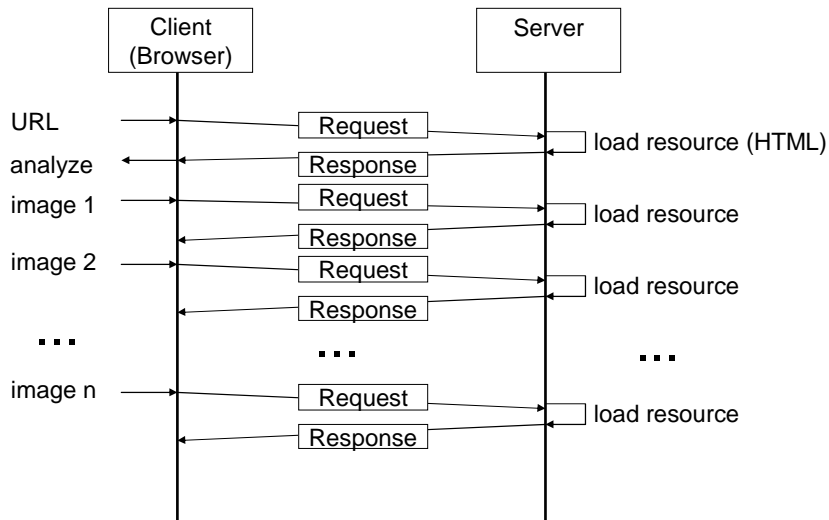 Client
(Browser)
Server
URL
Request
load resource (HTML)
analyze
Response
image 1
Request
load resource
Response
image 2
Request
load resource
Response
...
...
...
image n
Request
load resource
Response